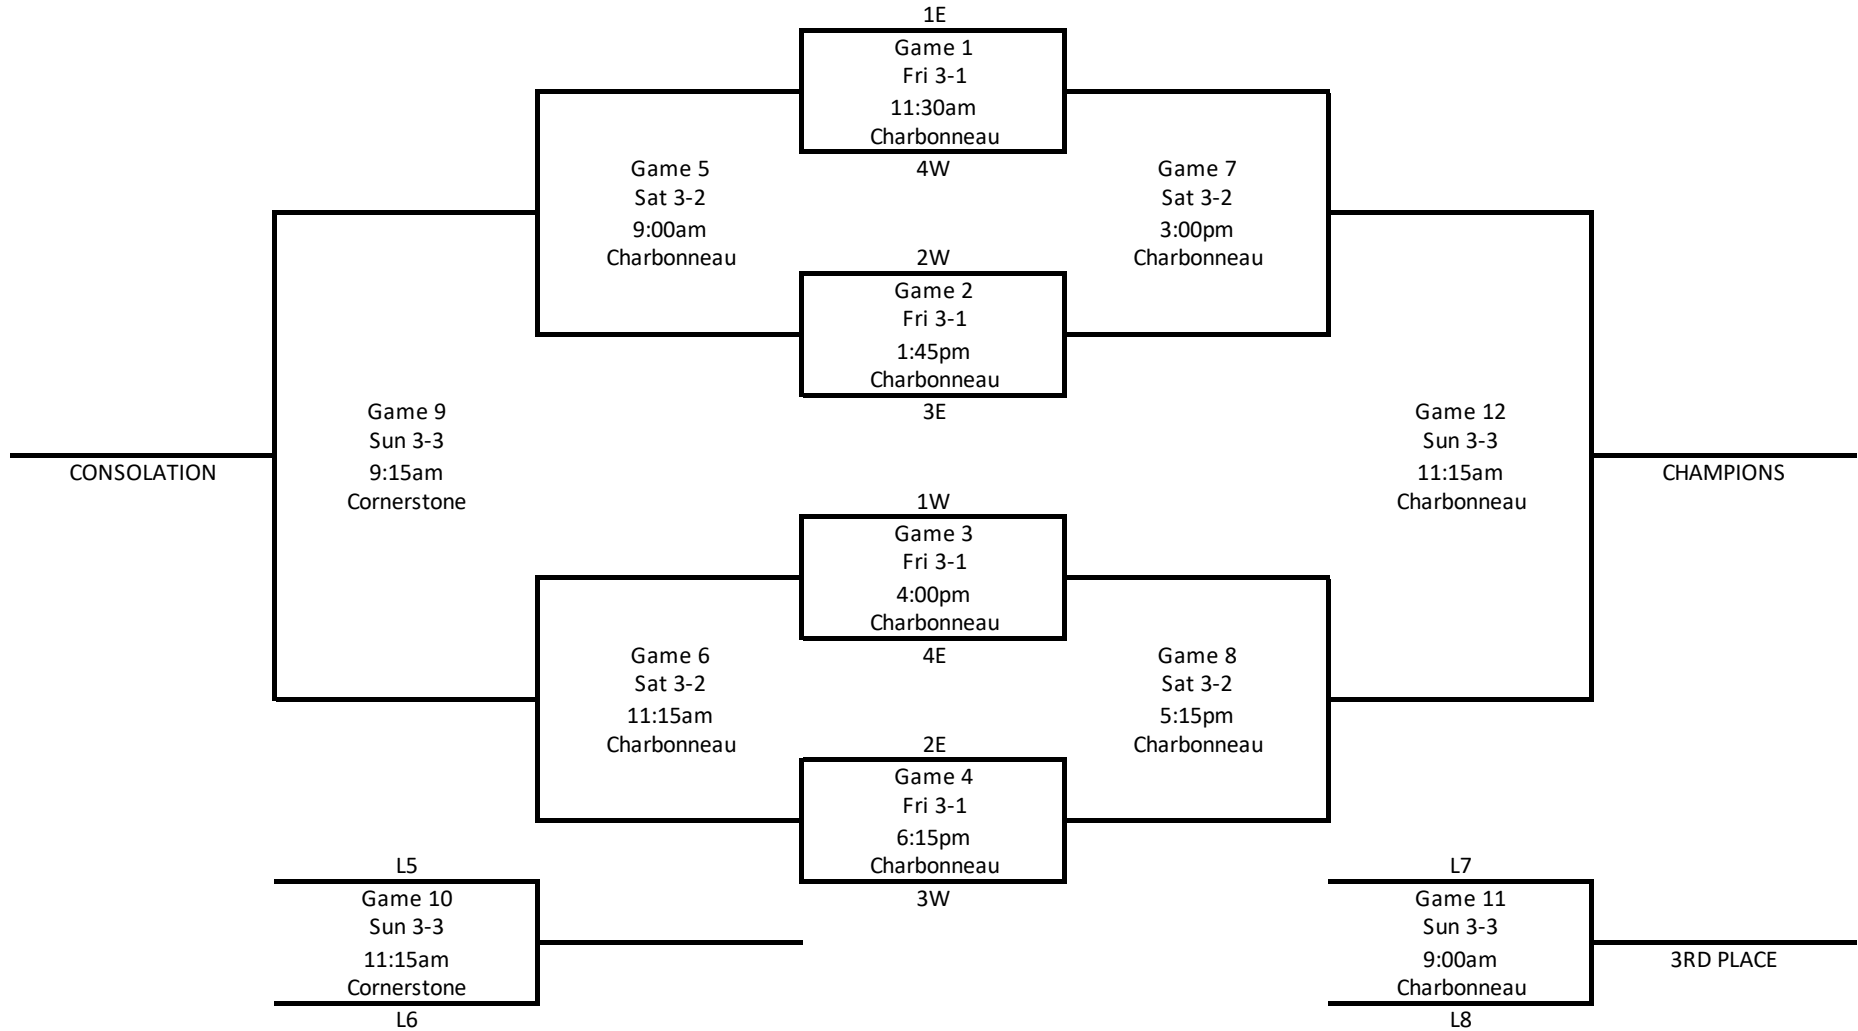 1E
Game 1
Fri 3-1
11:30am
Charbonneau
4W
Game 5
Sat 3-2
9:00am
Charbonneau
Game 7
Sat 3-2
3:00pm
Charbonneau
2W
Game 2
Fri 3-1
1:45pm
Charbonneau
3E
Game 9
Sun 3-3
9:15am
Cornerstone
CONSOLATION
Game 12
Sun 3-3
11:15am
Charbonneau
CHAMPIONS
1W
Game 3
Fri 3-1
4:00pm
Charbonneau
4E
Game 6
Sat 3-2
11:15am
Charbonneau
Game 8
Sat 3-2
5:15pm
Charbonneau
2E
Game 4
Fri 3-1
6:15pm
Charbonneau
3W
L5
Game 10
Sun 3-3
11:15am
Cornerstone
L6
L7
Game 11
Sun 3-3
9:00am
Charbonneau
L8
3RD PLACE